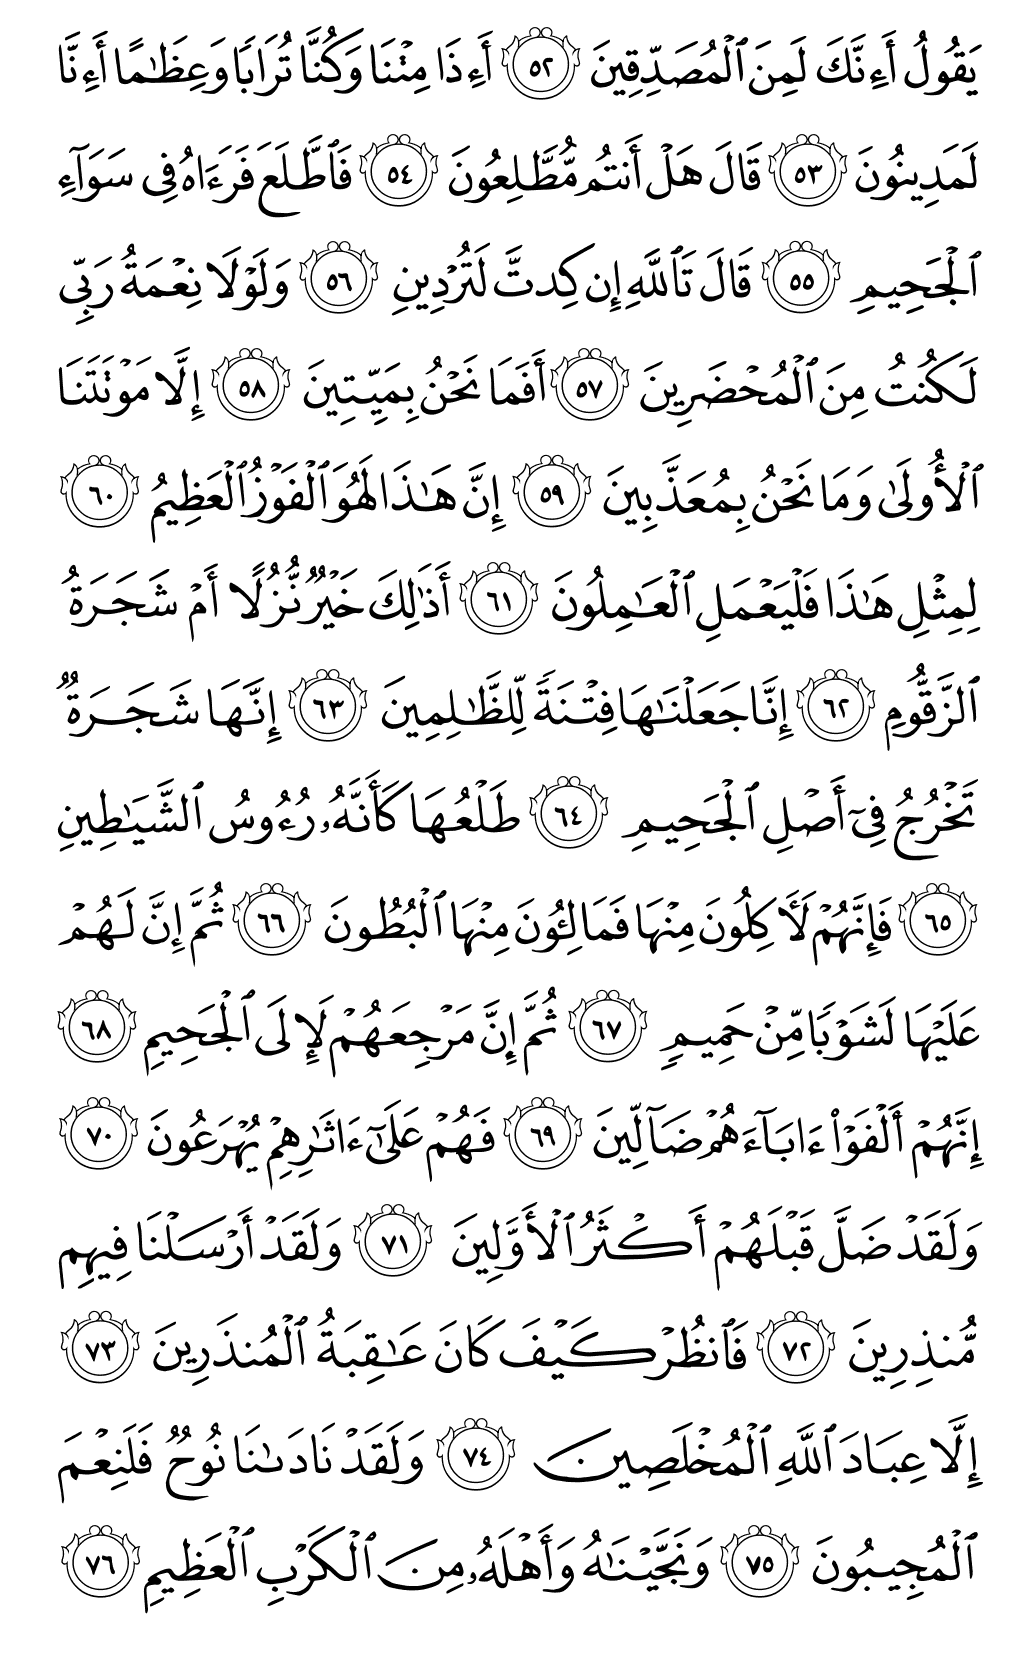 يَقُولُ أَءِنَّكَ لَمِنَ ٱلْمُصَدِّقِينَ ٥٢ أَءِذَا مِتْنَا وَكُنَّا تُرَابًا وَعِظَٰمًا أَءِنَّا
لَمَدِينُونَ ٥٣ قَالَ هَلْ أَنتُم مُّطَّلِعُونَ ٥٤ فَٱطَّلَعَ فَرَءَاهُ فِى سَوَآءِ
ٱلْجَحِيمِ ٥٥ قَالَ تَٱللَّهِ إِن كِدتَّ لَتُرْدِينِ ٥٦ وَلَوْلَا نِعْمَةُ رَبِّى
لَكُنتُ مِنَ ٱلْمُحْضَرِينَ ٥٧ أَفَمَا نَحْنُ بِمَيِّتِينَ ٥٨ إِلَّا مَوْتَتَنَا
ٱلْأُولَىٰ وَمَا نَحْنُ بِمُعَذَّبِينَ ٥٩ إِنَّ هَٰذَا لَهُوَ ٱلْفَوْزُ ٱلْعَظِيمُ ٦٠
لِمِثْلِ هَٰذَا فَلْيَعْمَلِ ٱلْعَٰمِلُونَ ٦١ أَذَٰلِكَ خَيْرٌ نُّزُلًا أَمْ شَجَرَةُ
ٱلزَّقُّومِ ٦٢ إِنَّا جَعَلْنَٰهَا فِتْنَةً لِّلظَّٰلِمِينَ ٦٣ إِنَّهَا شَجَرَةٌ
تَخْرُجُ فِىٓ أَصْلِ ٱلْجَحِيمِ ٦٤ طَلْعُهَا كَأَنَّهُۥ رُءُوسُ ٱلشَّيَٰطِينِ
٦٥ فَإِنَّهُمْ لَءَاكِلُونَ مِنْهَا فَمَالِـُٔونَ مِنْهَا ٱلْبُطُونَ ٦٦ ثُمَّ إِنَّ لَهُمْ
عَلَيْهَا لَشَوْبًا مِّنْ حَمِيمٍ ٦٧ ثُمَّ إِنَّ مَرْجِعَهُمْ لَإِلَى ٱلْجَحِيمِ ٦٨
إِنَّهُمْ أَلْفَوْا۟ ءَابَآءَهُمْ ضَآلِّينَ ٦٩ فَهُمْ عَلَىٰٓ ءَاثَٰرِهِمْ يُهْرَعُونَ ٧٠
وَلَقَدْ ضَلَّ قَبْلَهُمْ أَكْثَرُ ٱلْأَوَّلِينَ ٧١ وَلَقَدْ أَرْسَلْنَا فِيهِم
مُّنذِرِينَ ٧٢ فَٱنظُرْ كَيْفَ كَانَ عَٰقِبَةُ ٱلْمُنذَرِينَ ٧٣
إِلَّا عِبَادَ ٱللَّهِ ٱلْمُخْلَصِينَ ٧٤ وَلَقَدْ نَادَىٰنَا نُوحٌ فَلَنِعْمَ
ٱلْمُجِيبُونَ ٧٥ وَنَجَّيْنَٰهُ وَأَهْلَهُۥ مِنَ ٱلْكَرْبِ ٱلْعَظِيمِ ٧٦